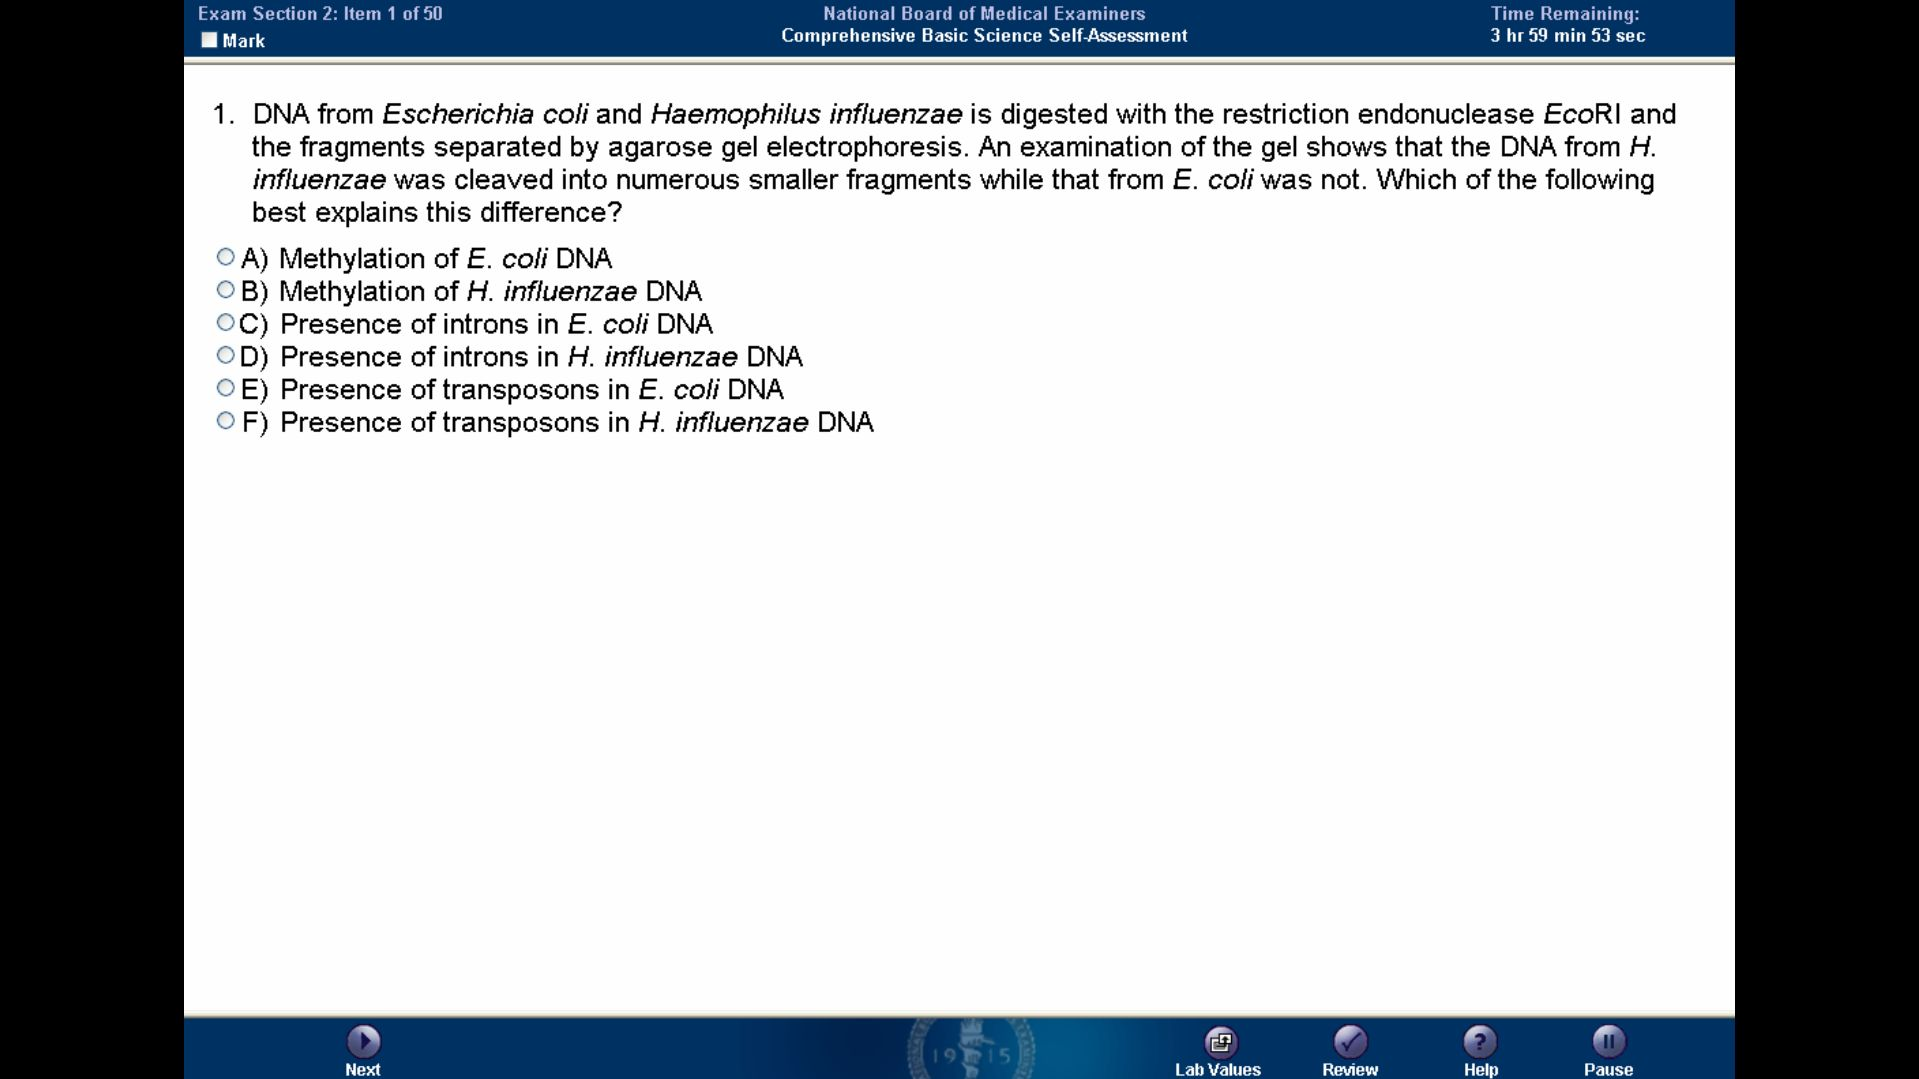 Exam Section 2: Item 1 of 50
National Board of Medical Examiners
Time Remaining:
Mark
Comprehensive Basic Science Self-Assessment
3 hr 59 min 53 sec
1. DNA from Escherichia coli and Haemophilus influenzae is digested with the restriction endonuclease EcoRI and
the fragments separated by agarose gel electrophoresis. An examination of the gel shows that the DNA from H.
influenzae was cleaved into numerous smaller fragments while that from E. coli was not. Which of the following
best explains this difference?
A) Methylation of E. coli DNA
B) Methylation of H. influenzae DNA
C) Presence of introns in E. coli DNA
D) Presence of introns in H. influenzae DNA
E) Presence of transposons in E. coli DNA
F) Presence of transposons in H. influenzae DNA
19 15
Next
Lab Values
Review
Help
Pause